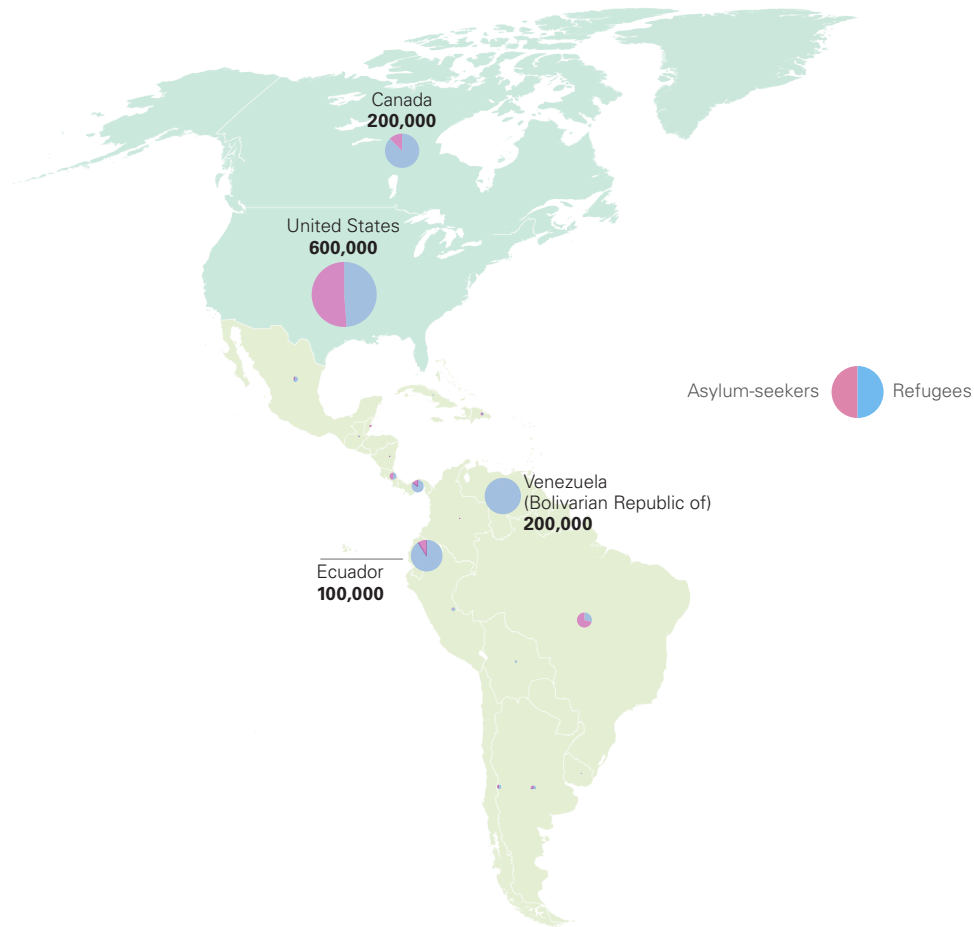 Canada
200,000
United States
600,000
Asylum-seekers
Refugees
Venezuela
(Bolivarian Republic of)
200,000
Ecuador
100,000